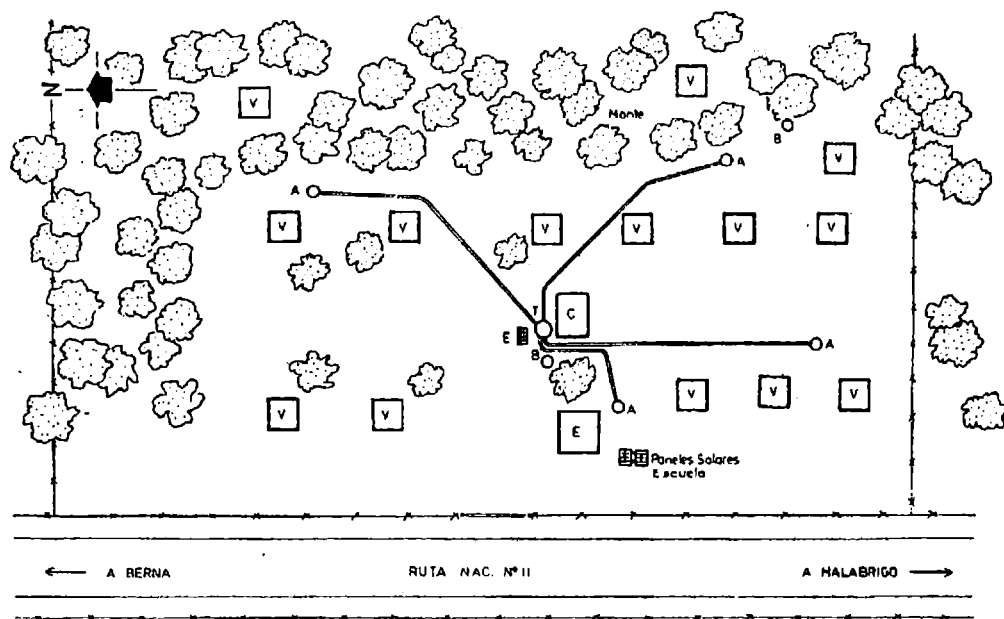 N
V
V
Monte
B
A
V
A
V
V
V
V
V
V
T
C
E
B
A
A
V
V
V
V
V
E
Paneles Solares
Escuela
A BERNA
RUTA NAC. Nº 11
A HALABRIGO